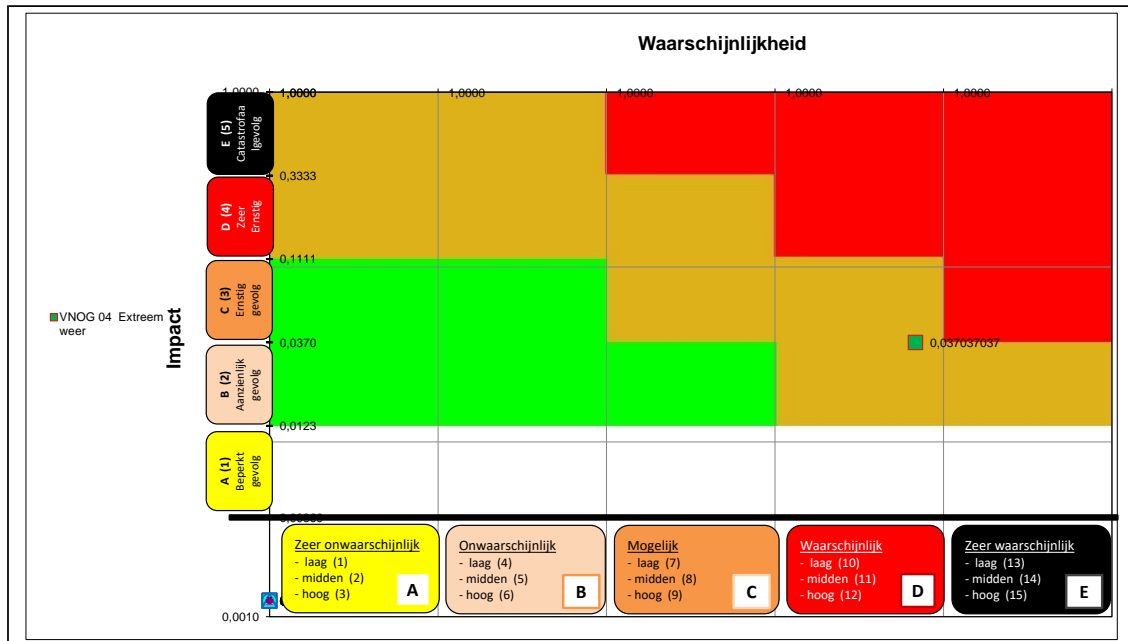 Waarschijnlijkheid
1,0000
1,0000
1,0000
1,0000
1,0000
E (5)
Catastrofaa
lgevolg
0,3333
D (4)
Zeer
Ernstig
0,1111
C (3)
Ernstig
gevolg
VNOG 04 Extreem
weer
Impact
0,0370
0,037037037
B (2)
Aanzienlijk
gevolg
0,0123
A (1)
Beperkt
gevolg
Zeer onwaarschijnlijk
- laag (1)
- midden (2)
- hoog (3)
A
Onwaarschijnlijk
- laag (4)
- midden (5)
- hoog (6)
B
Mogelijk
- laag (7)
- midden (8)
- hoog (9)
C
Waarschijnlijk
- laag (10)
- midden (11)
- hoog (12)
D
Zeer waarschijnlijk
- laag (13)
- midden (14)
- hoog (15)
E
0,0010